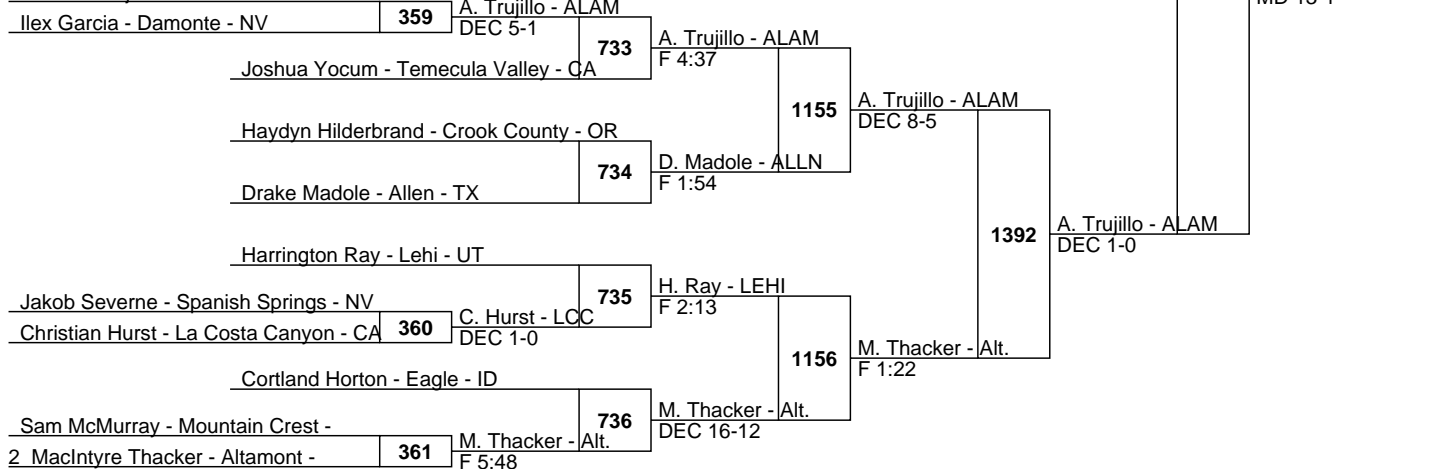 A. Trujillo - ALAM
Ilex Garcia - Damonte - NV
359
DEC 5-1
A. Trujillo - ALAM
733
F 4:37
Joshua Yocum - Temecula Valley - CA
A. Trujillo - ALAM
1155
DEC 8-5
Haydyn Hilderbrand - Crook County - OR
D. Madole - ALLN
734
F 1:54
Drake Madole - Allen - TX
A. Trujillo - ALAM
1392
DEC 1-0
Harrington Ray - Lehi - UT
H. Ray - LEHI
735
F 2:13
Jakob Severne - Spanish Springs - NV
C. Hurst - LCC
360
Christian Hurst - La Costa Canyon - CA
DEC 1-0
M. Thacker - Alt.
1156
F 1:22
Cortland Horton - Eagle - ID
M. Thacker - Alt.
736
DEC 16-12
Sam McMurray - Mountain Crest -
M. Thacker - Alt.
361
2 MacIntyre Thacker - Altamont -
F 5:48